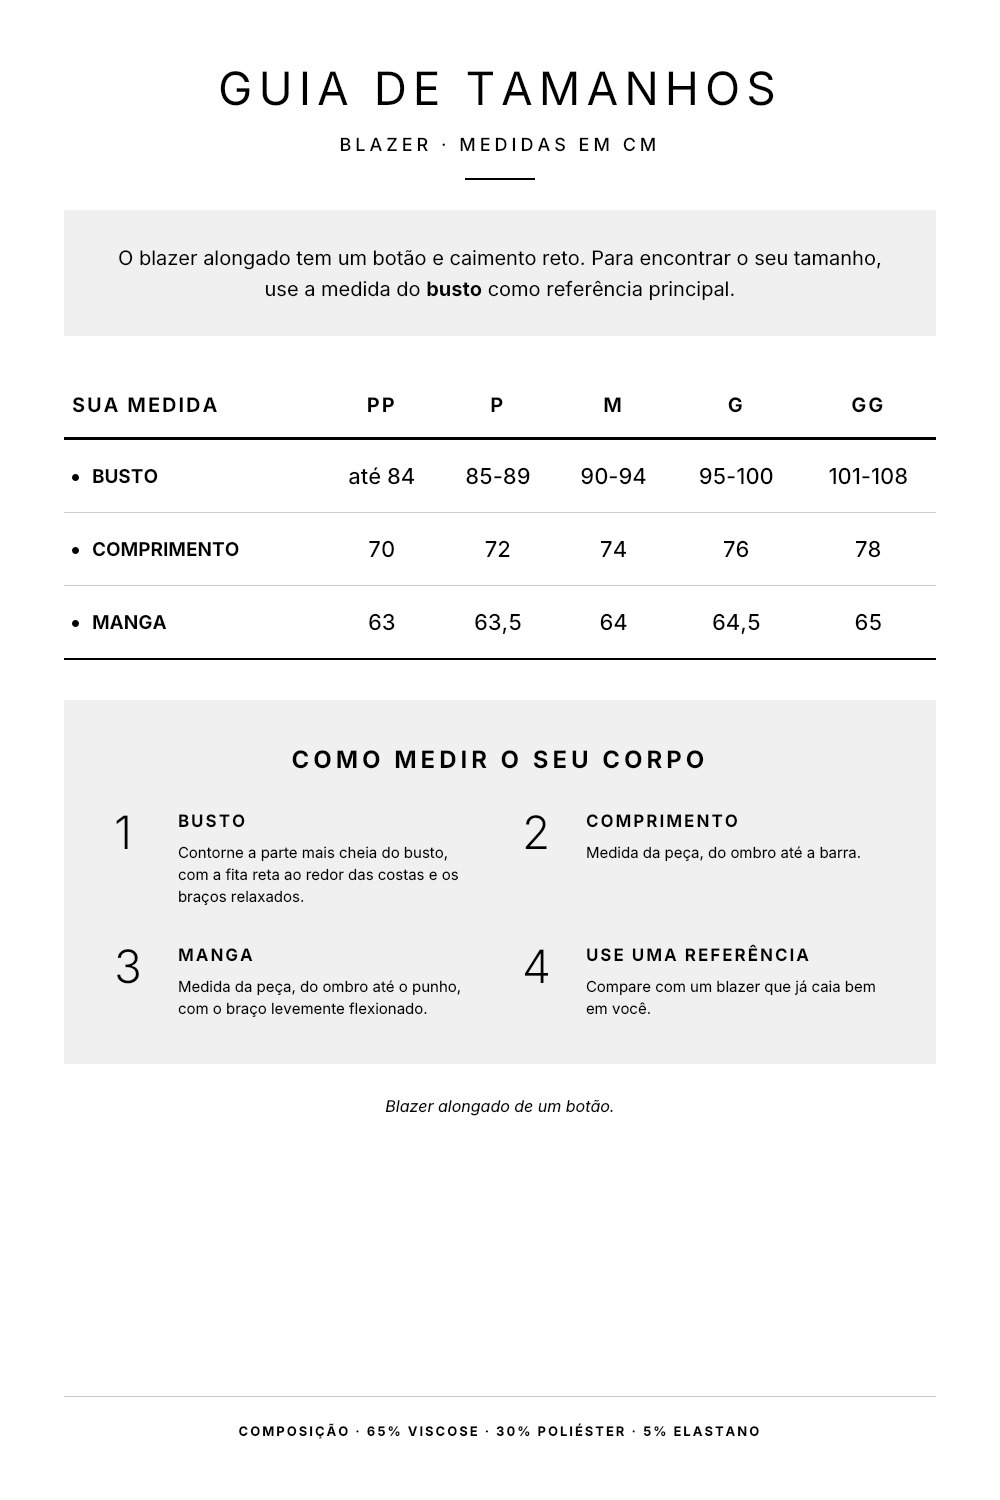 GUIA DE TAMANHOS
BLAZER · MEDIDAS EM CM
O blazer alongado tem um botão e caimento reto. Para encontrar o seu tamanho,
use a medida do busto como referência principal.
SUA MEDIDA PP P M G GG
• BUSTO até 84 85-89 90-94 95-100 101-108
• COMPRIMENTO 70 72 74 76 78
• MANGA 63 63,5 64 64,5 65
COMO MEDIR O SEU CORPO
1 BUSTO
Contorne a parte mais cheia do busto,
com a fita reta ao redor das costas e os
braços relaxados.
2 COMPRIMENTO
Medida da peça, do ombro até a barra.
3 MANGA
Medida da peça, do ombro até o punho,
com o braço levemente flexionado.
4 USE UMA REFERÊNCIA
Compare com um blazer que já caia bem
em você.
Blazer alongado de um botão.
COMPOSIÇÃO · 65% VISCOSE · 30% POLIÉSTER · 5% ELASTANO